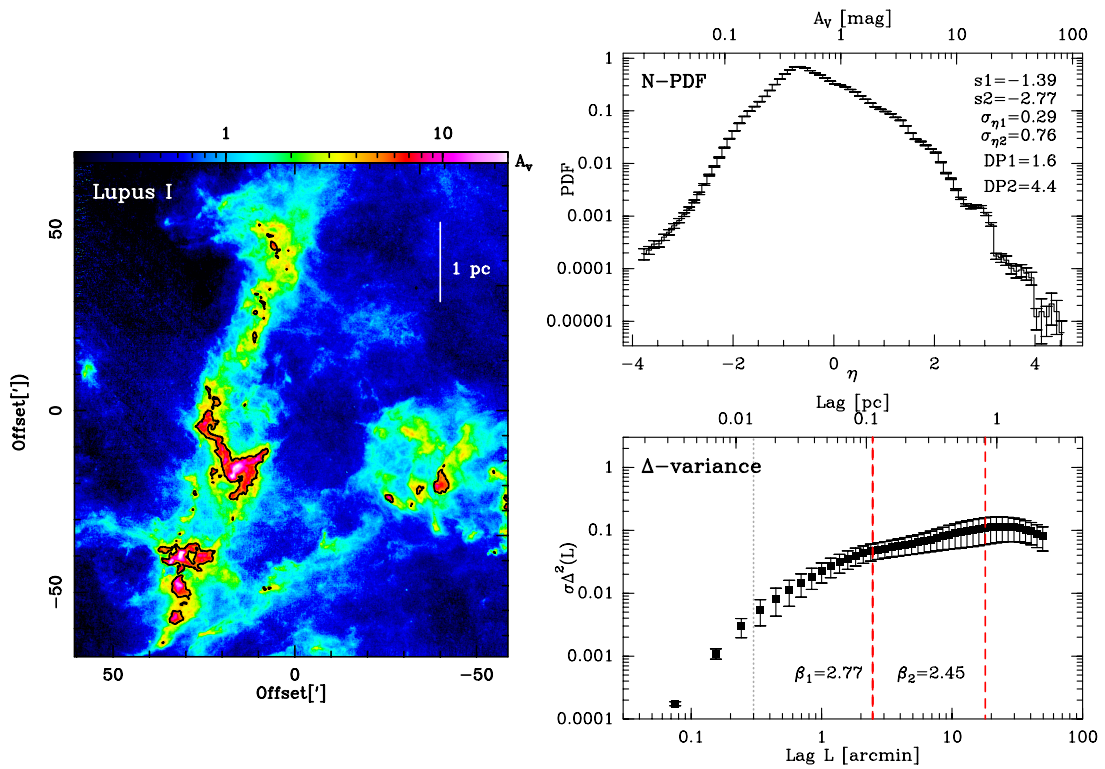 1 10
A_V
Lupus I
1 pc
50
0
−50
Offset[']
50 0 −50
Offset[']
A_V [mag]
0.1 1 10 100
N−PDF
s1=−1.39
s2=−2.77
σ_η1=0.29
σ_η2=0.76
DP1=1.6
DP2=4.4
1
0.1
0.01
0.001
0.0001
0.00001
PDF
−4 −2 0 2 4
η
Lag [pc]
0.01 0.1 1
Δ−variance
1
0.1
0.01
0.001
0.0001
σΔ²(L)
β₁=2.77 β₂=2.45
0.1 1 10 100
Lag L [arcmin]